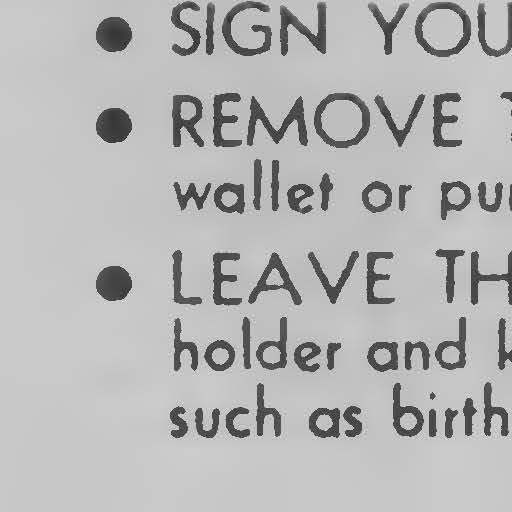 ● SIGN YOU
● REMOVE
wallet or pu
● LEAVE TH
holder and
such as birth